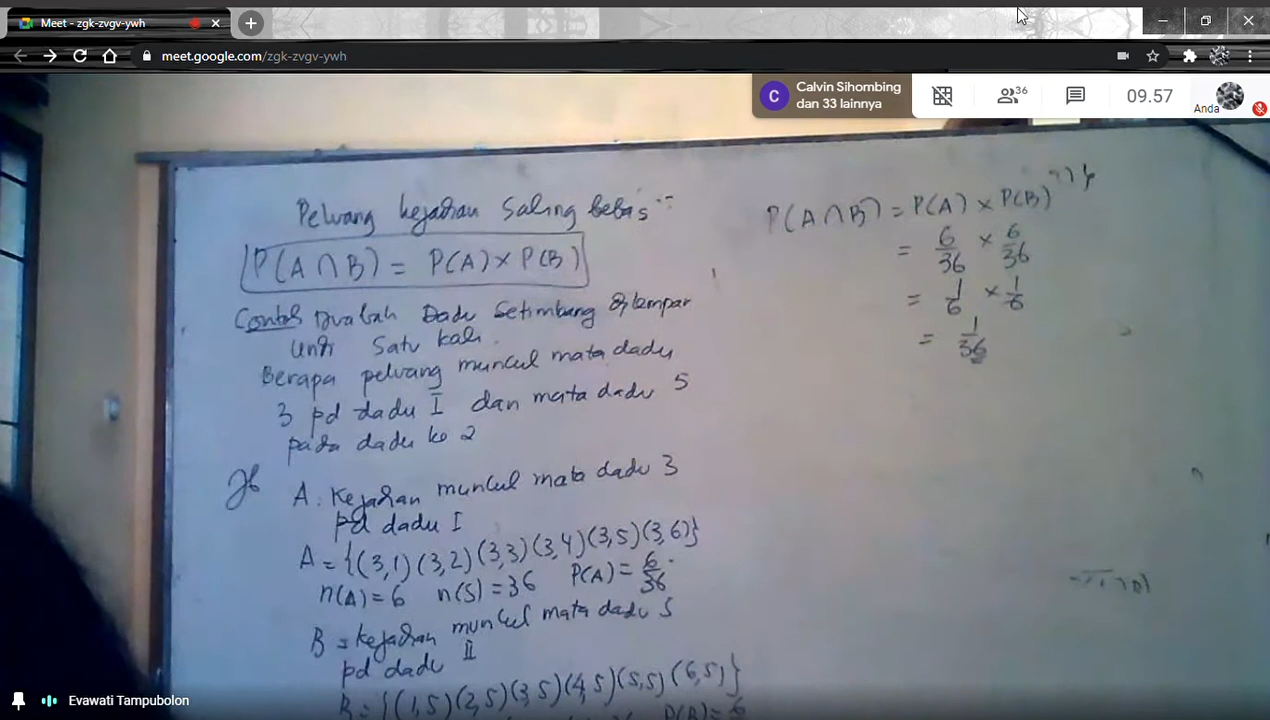 Meet - zgk-zvgv-ywh
meet.google.com/zgk-zvgv-ywh
Calvin Sihombing
dan 33 lainnya
C
36
09.57
Anda
Peluang kejadian Saling bebas
P(A ∩ B) = P(A) × P(B)
Contoh Duabah Dadu Setimbang dilempar
Undi Satu kali.
Berapa peluang muncul mata dadu
3 pd dadu I dan mata dadu 5
pada dadu ke 2
Jb
A : Kejadian muncul mata dadu 3
pd dadu I
A = {(3,1) (3,2) (3,3) (3,4) (3,5) (3,6)}
n(A) = 6 n(S) = 36 P(A) = 6/36
B = kejadian muncul mata dadu 5
pd dadu II
B = {(1,5) (2,5) (3,5) (4,5) (5,5) (6,5)}
P(B) = 6
P(A ∩ B) = P(A) × P(B)
= 6/36 × 6/36
= 1/6 × 1/6
= 1/36
Evawati Tampubolon